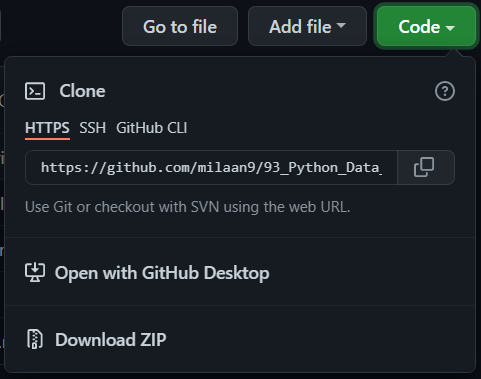 Go to file Add file Code
Clone
HTTPS SSH GitHub CLI
https://github.com/milaan9/93_Python_Data_
Use Git or checkout with SVN using the web URL.
Open with GitHub Desktop
Download ZIP